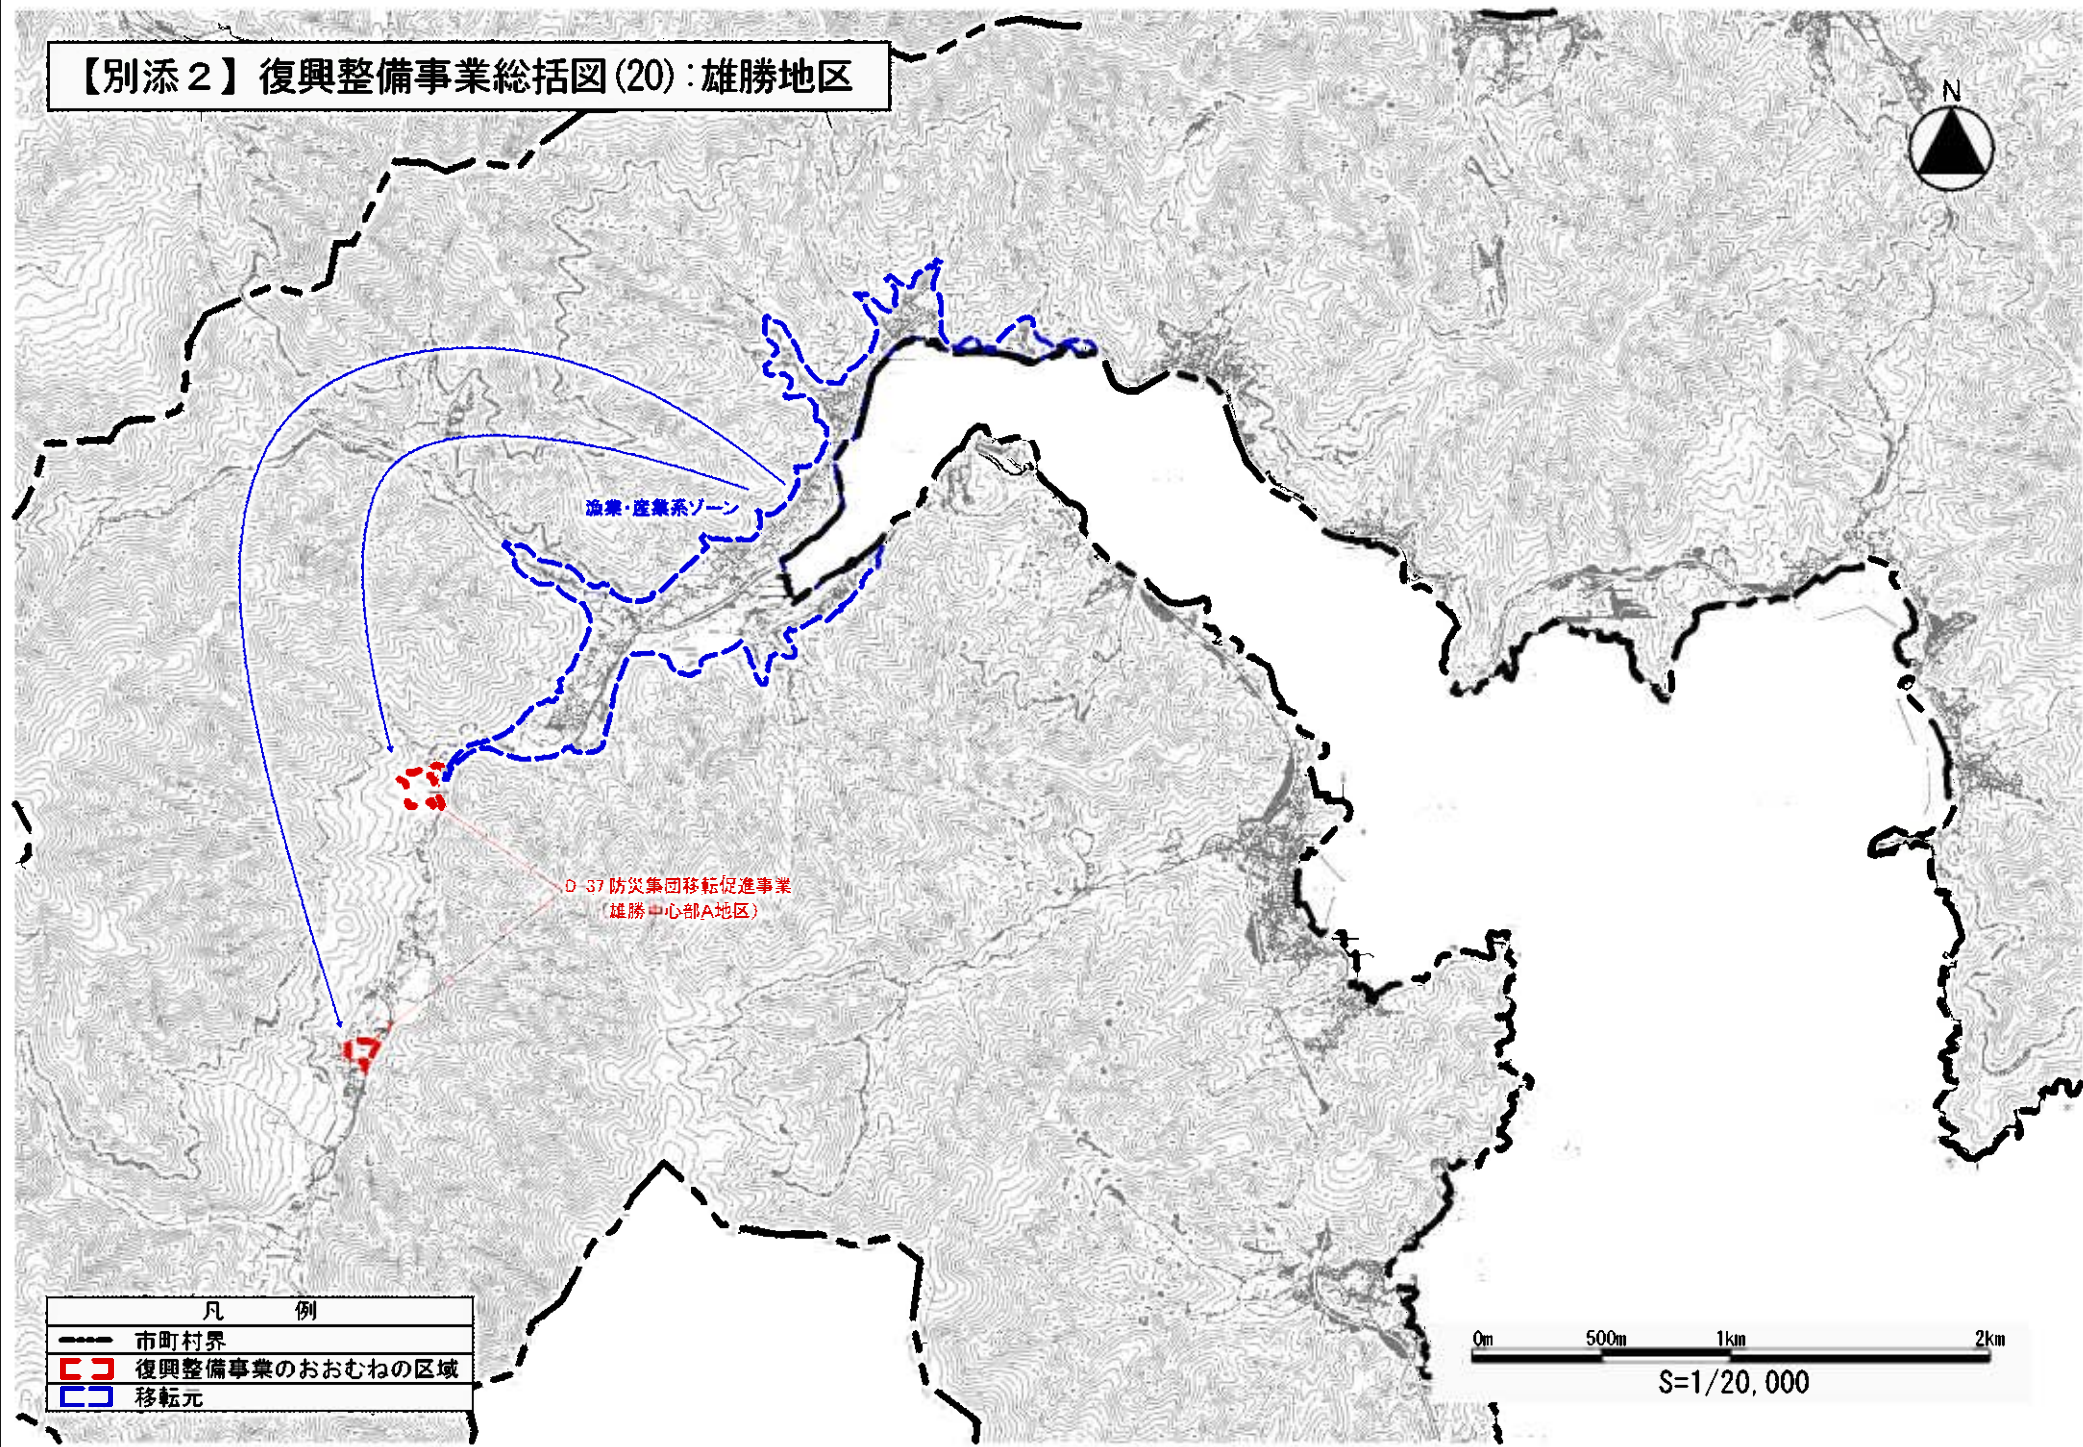 【別添２】復興整備事業総括図(20):雄勝地区
N
漁業・産業系ゾーン
D-37 防災集団移転促進事業
(雄勝中心部A地区)
凡 例
市町村界
復興整備事業のおおむねの区域
移転元
0m 500m 1km 2km
S=1/20,000